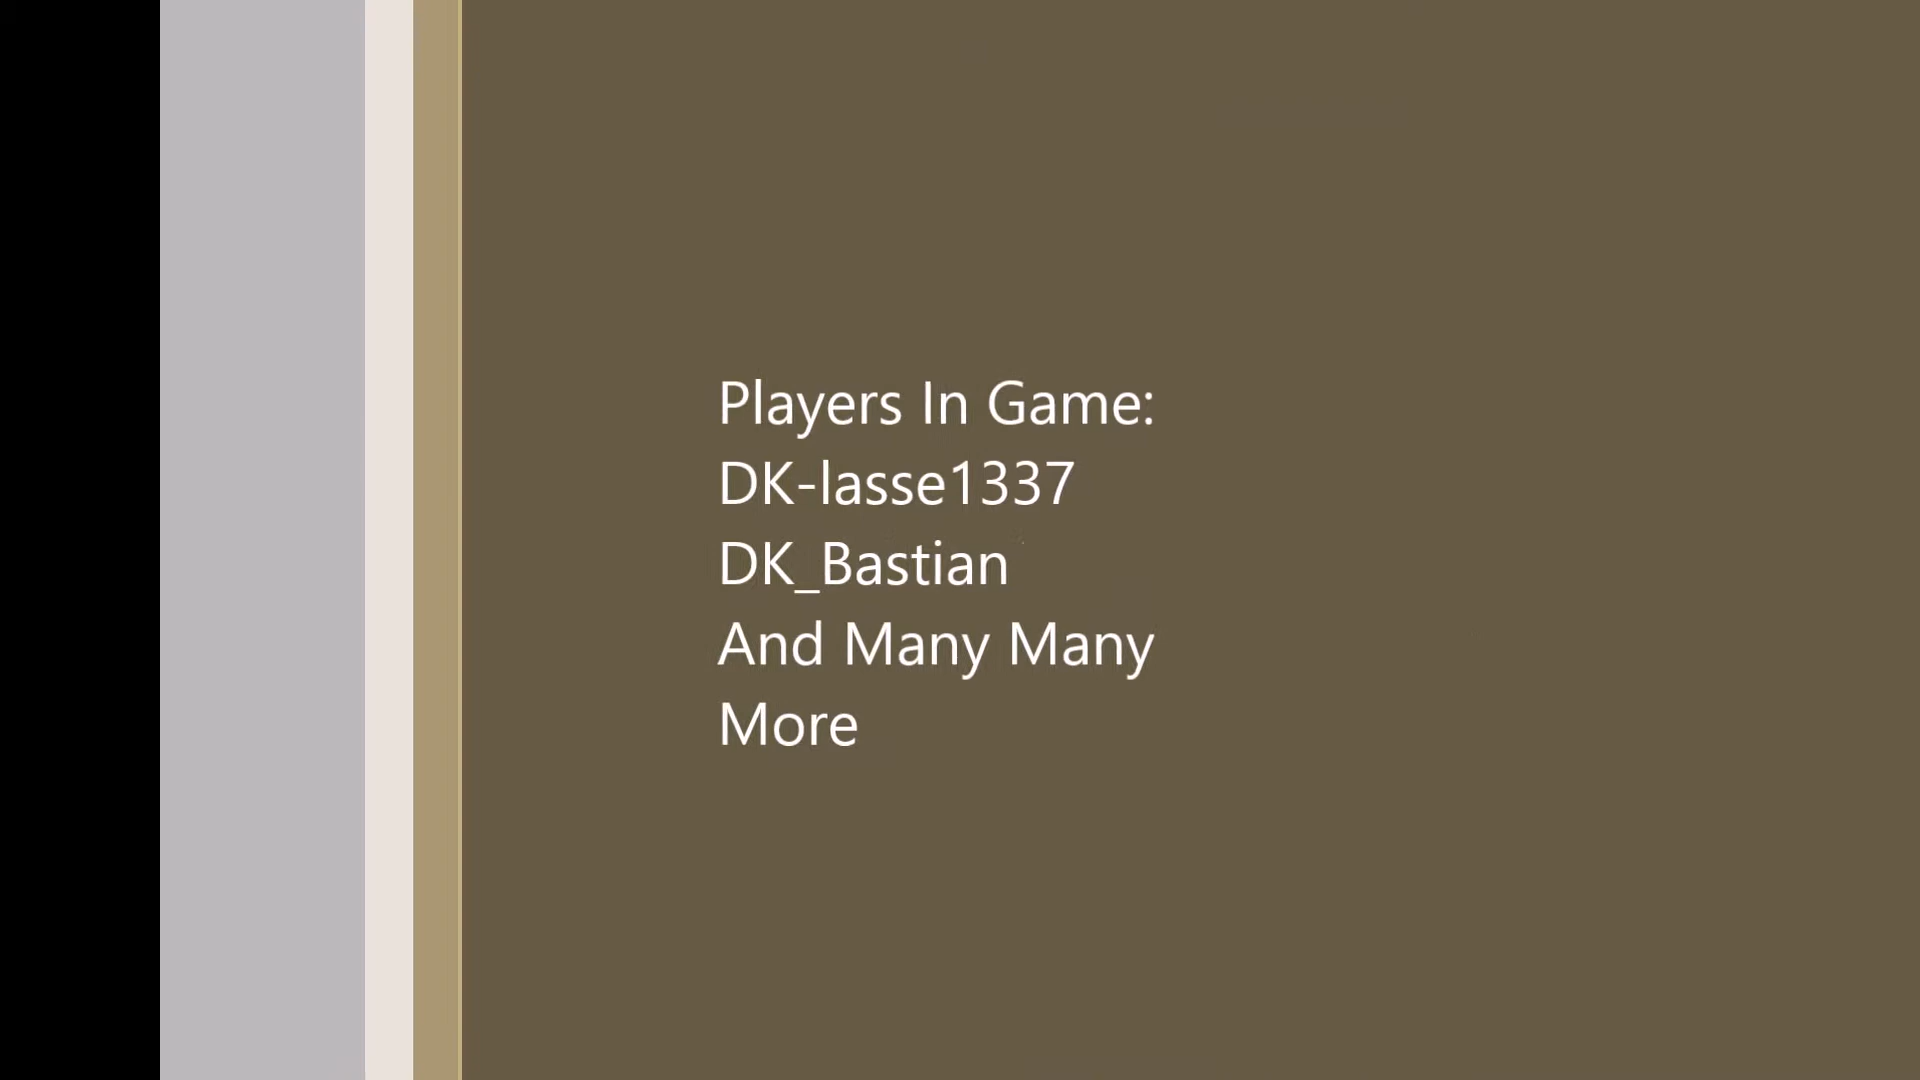 Players In Game:
DK-lasse1337
DK_Bastian
And Many Many
More